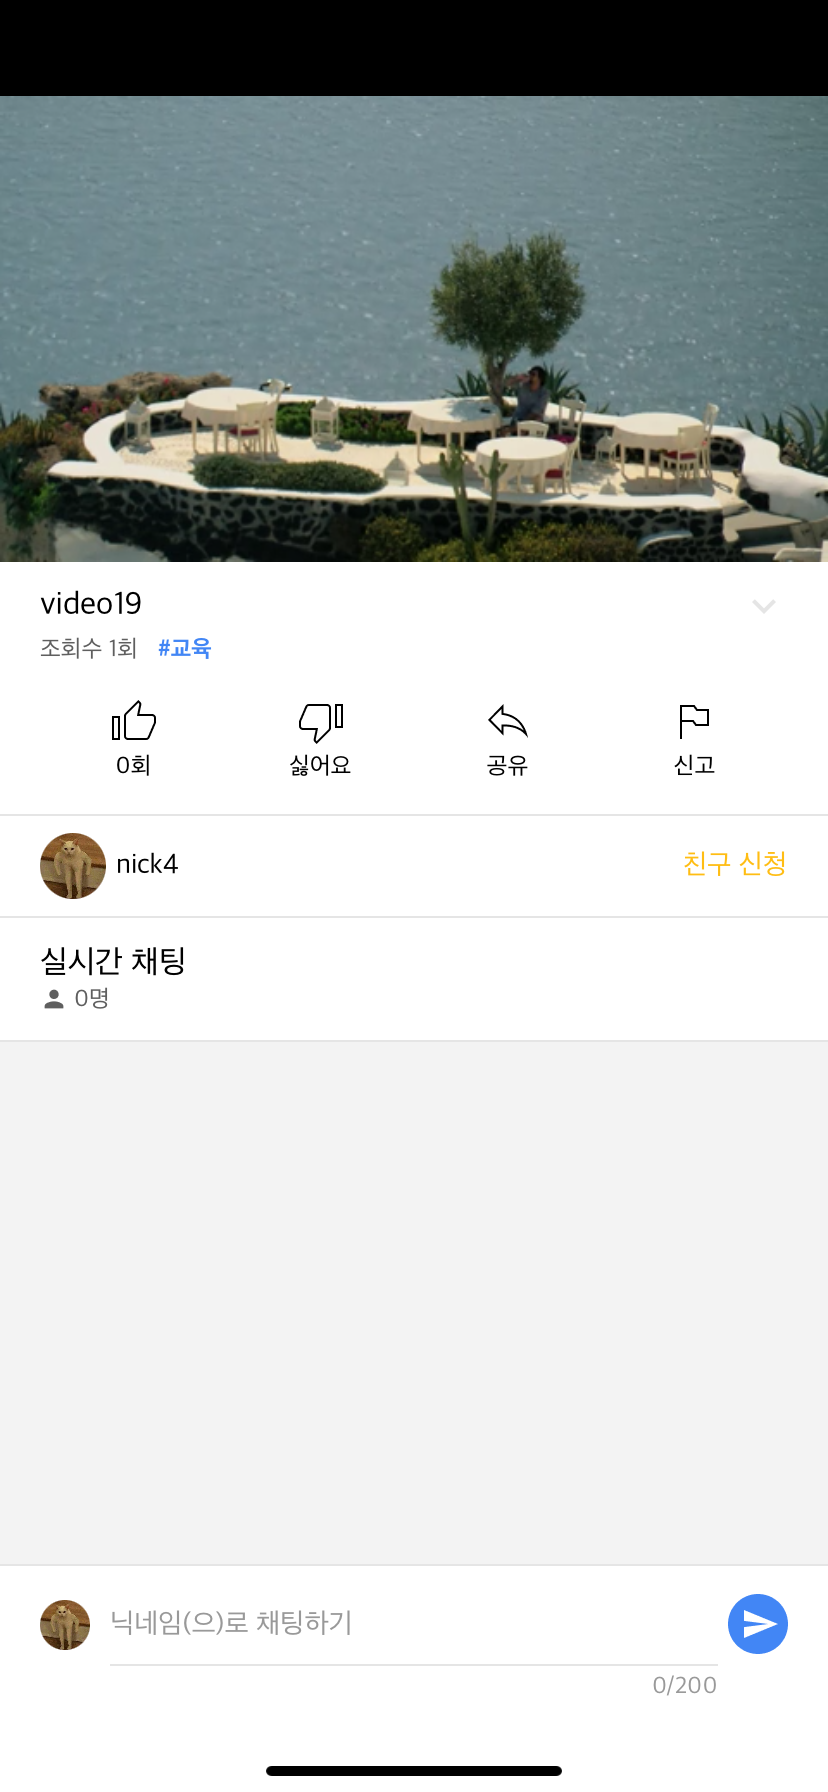 video19
조회수 1회 #교육
0회 싫어요 공유 신고
nick4 친구 신청
실시간 채팅
0명
닉네임(으)로 채팅하기
0/200